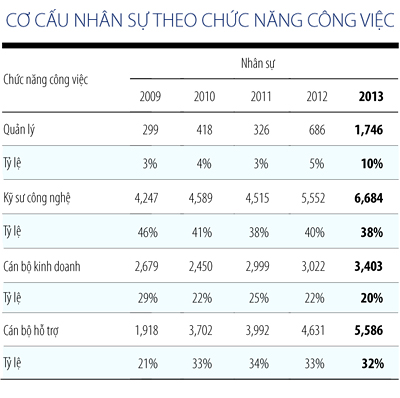 CƠ CẤU NHÂN SỰ THEO CHỨC NĂNG CÔNG VIỆC
Chức năng công việc Nhân sự
2009 2010 2011 2012 2013
Quản lý 299 418 326 686 1,746
Tỷ lệ 3% 4% 3% 5% 10%
Kỹ sư công nghệ 4,247 4,589 4,515 5,552 6,684
Tỷ lệ 46% 41% 38% 40% 38%
Cán bộ kinh doanh 2,679 2,450 2,999 3,022 3,403
Tỷ lệ 29% 22% 25% 22% 20%
Cán bộ hỗ trợ 1,918 3,702 3,992 4,631 5,586
Tỷ lệ 21% 33% 34% 33% 32%